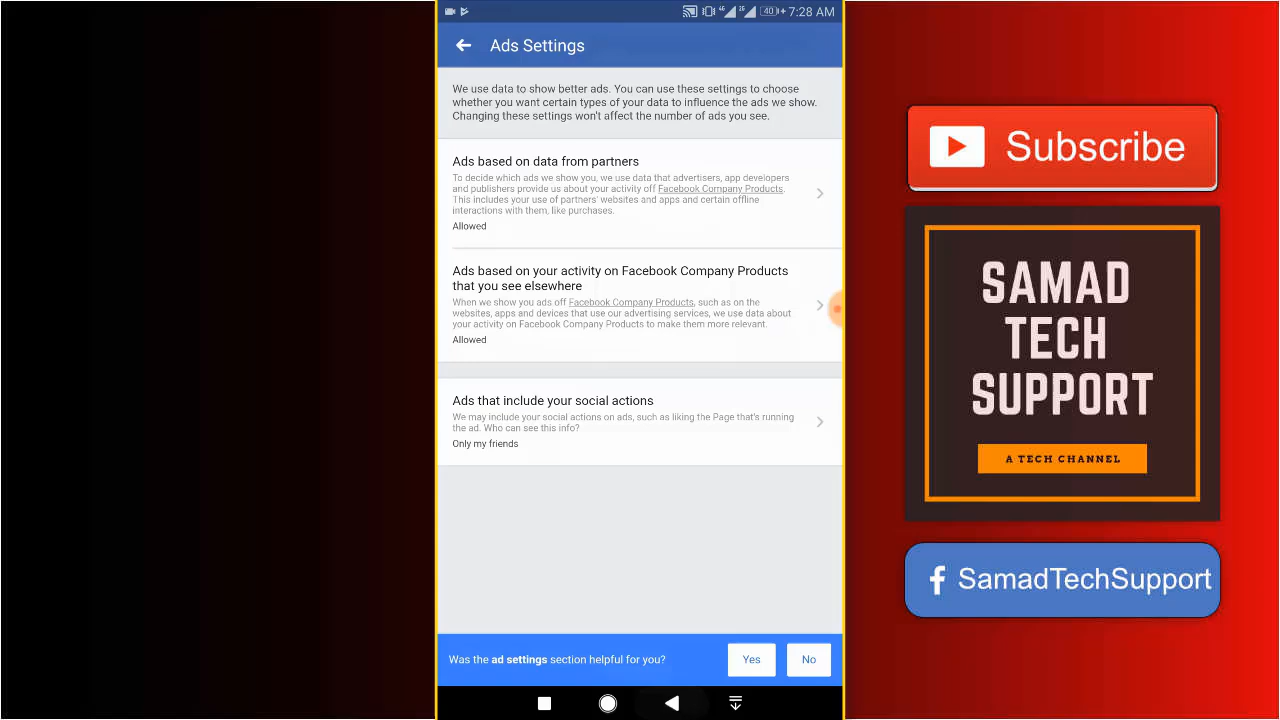 7:28 AM
40
Ads Settings
We use data to show better ads. You can use these settings to choose
whether you want certain types of your data to influence the ads we show.
Changing these settings won't affect the number of ads you see.
Ads based on data from partners
To decide which ads we show you, we use data that advertisers, app developers
and publishers provide us about your activity off Facebook Company Products.
This includes your use of partners' websites and apps and certain offline
interactions with them, like purchases.
Allowed
Ads based on your activity on Facebook Company Products
that you see elsewhere
When we show you ads off Facebook Company Products, such as on the
websites, apps and devices that use our advertising services, we use data about
your activity on Facebook Company Products to make them more relevant.
Allowed
Ads that include your social actions
We may include your social actions on ads, such as liking the Page that's running
the ad. Who can see this info?
Only my friends
Was the ad settings section helpful for you?
Yes
No
Subscribe
SAMAD
TECH
SUPPORT
A TECH CHANNEL
f SamadTechSupport